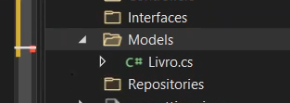 Interfaces
Models
C# Livro.cs
Repositories